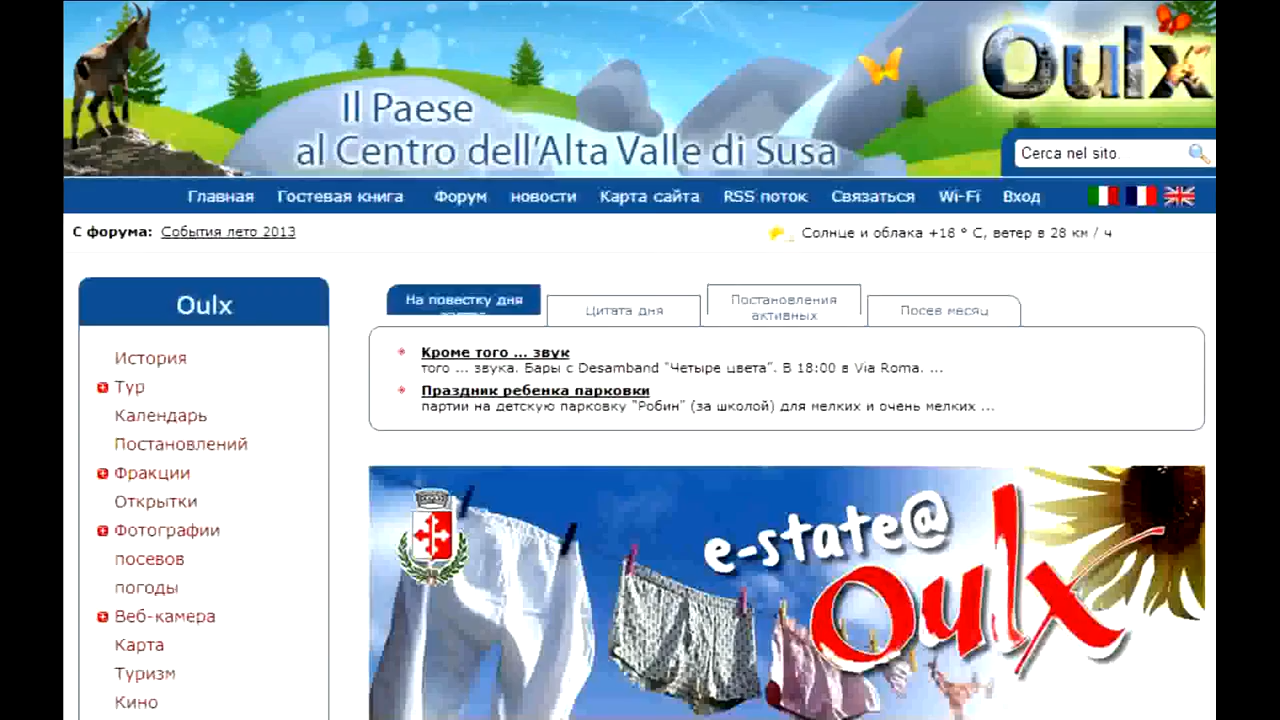 Oulx
Il Paese
al Centro dell'Alta Valle di Susa
Cerca nel sito.
Главная Гостевая книга Форум новости Карта сайта RSS поток Связаться Wi-Fi Вход
С форума: События лето 2013
Солнце и облака +18 ° С, ветер в 28 км / ч
Oulx
История
Тур
Календарь
Постановлений
Фракции
Открытки
Фотографии
посевов
погоды
Веб-камера
Карта
Туризм
Кино
На повестку дня
Цитата дня
Постановления
активных
Посев месяц
Кроме того ... звук
того ... звука. Бары с Desamband "Четыре цвета". В 18:00 в Via Roma. ...
Праздник ребенка парковки
партии на детскую парковку "Робин" (за школой) для мелких и очень мелких ...
e-state@
Oulx